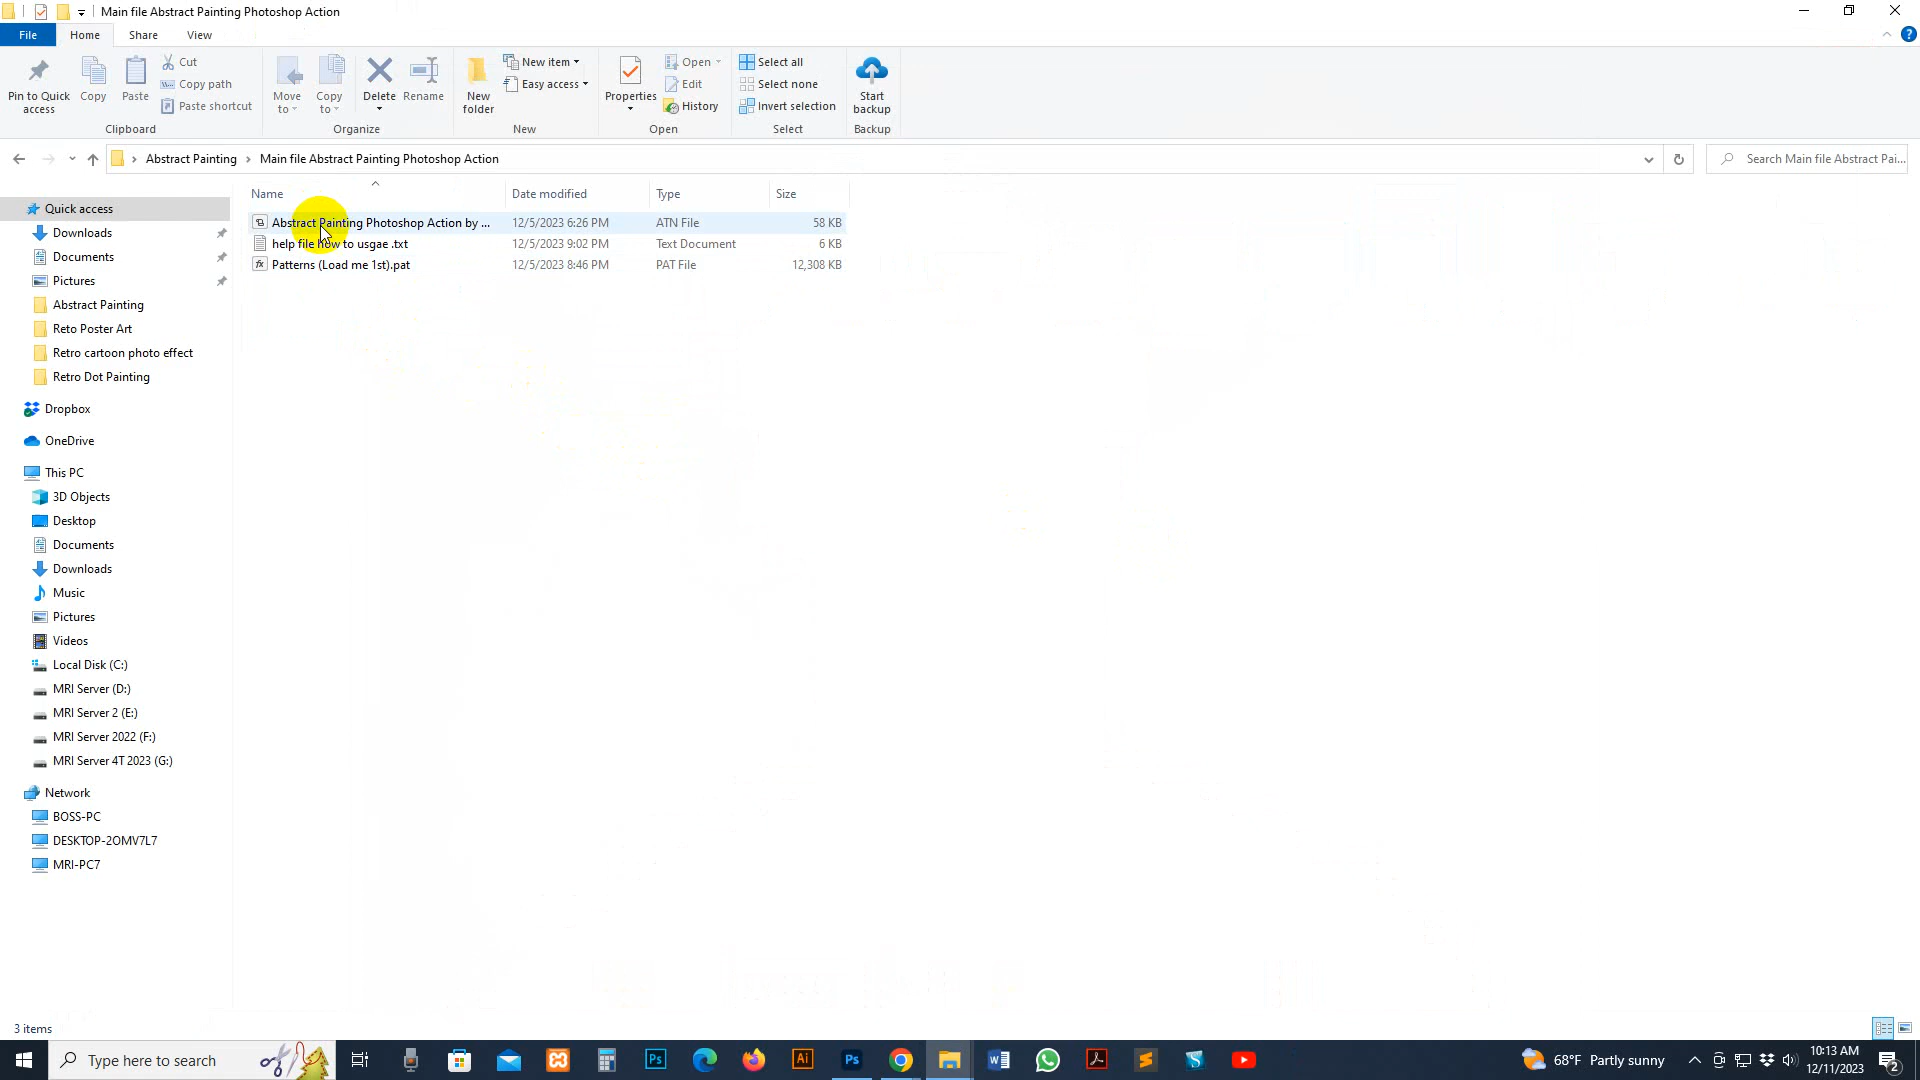 Main file Abstract Painting Photoshop Action
File Home Share View
Pin to Quick access
Copy
Paste
Cut
Copy path
Paste shortcut
Clipboard
Move to
Copy to
Delete
Rename
Organize
New folder
New item
Easy access
New
Properties
Open
Edit
History
Open
Select all
Select none
Invert selection
Select
Start backup
Backup
Abstract Painting Main file Abstract Painting Photoshop Action
Search Main file Abstract Pai...
Name Date modified Type Size
Abstract Painting Photoshop Action by ... 12/5/2023 6:26 PM ATN File 58 KB
help file how to usgae .txt 12/5/2023 9:02 PM Text Document 6 KB
Patterns (Load me 1st).pat 12/5/2023 8:46 PM PAT File 12,308 KB
Quick access
Downloads
Documents
Pictures
Abstract Painting
Reto Poster Art
Retro cartoon photo effect
Retro Dot Painting
Dropbox
OneDrive
This PC
3D Objects
Desktop
Documents
Downloads
Music
Pictures
Videos
Local Disk (C:)
MRI Server (D:)
MRI Server 2 (E:)
MRI Server 2022 (F:)
MRI Server 4T 2023 (G:)
Network
BOSS-PC
DESKTOP-2OMV7L7
MRI-PC7
3 items
Type here to search
Ps
Ai
Ps
68°F Partly sunny
10:13 AM
12/11/2023
2